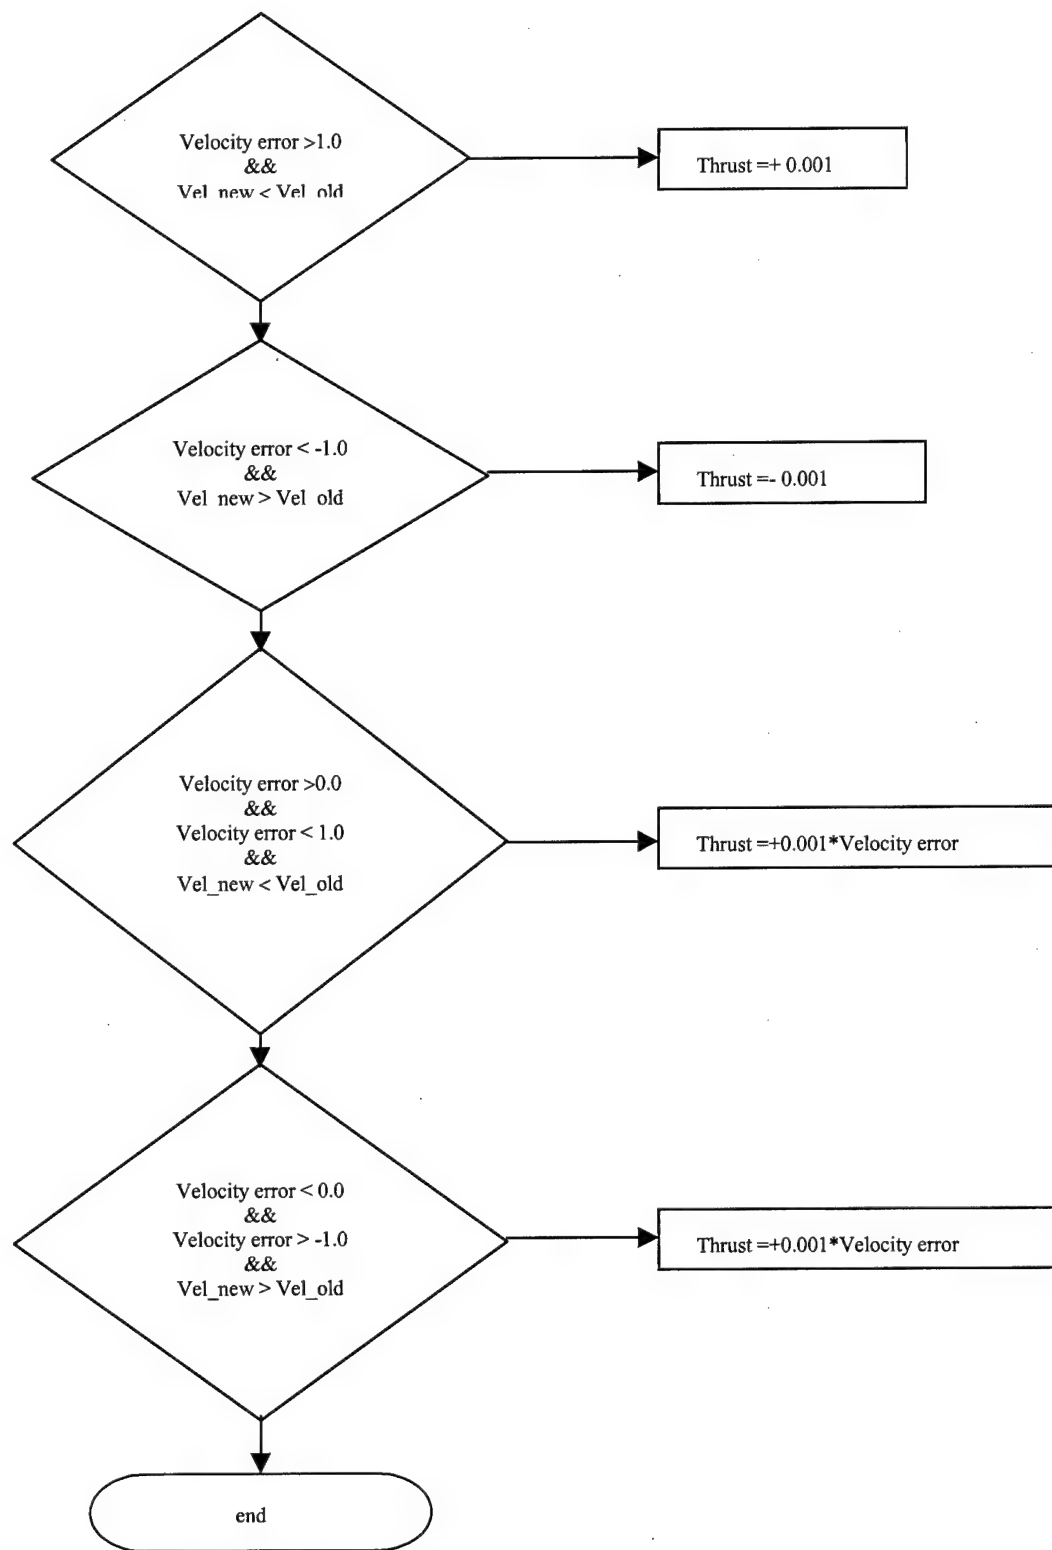 Velocity error >1.0
&&
Vel_new < Vel_old
Thrust =+ 0.001
Velocity error < -1.0
&&
Vel_new > Vel_old
Thrust =- 0.001
Velocity error >0.0
&&
Velocity error < 1.0
&&
Vel_new < Vel_old
Thrust =+0.001*Velocity error
Velocity error < 0.0
&&
Velocity error > -1.0
&&
Vel_new > Vel_old
Thrust =+0.001*Velocity error
end